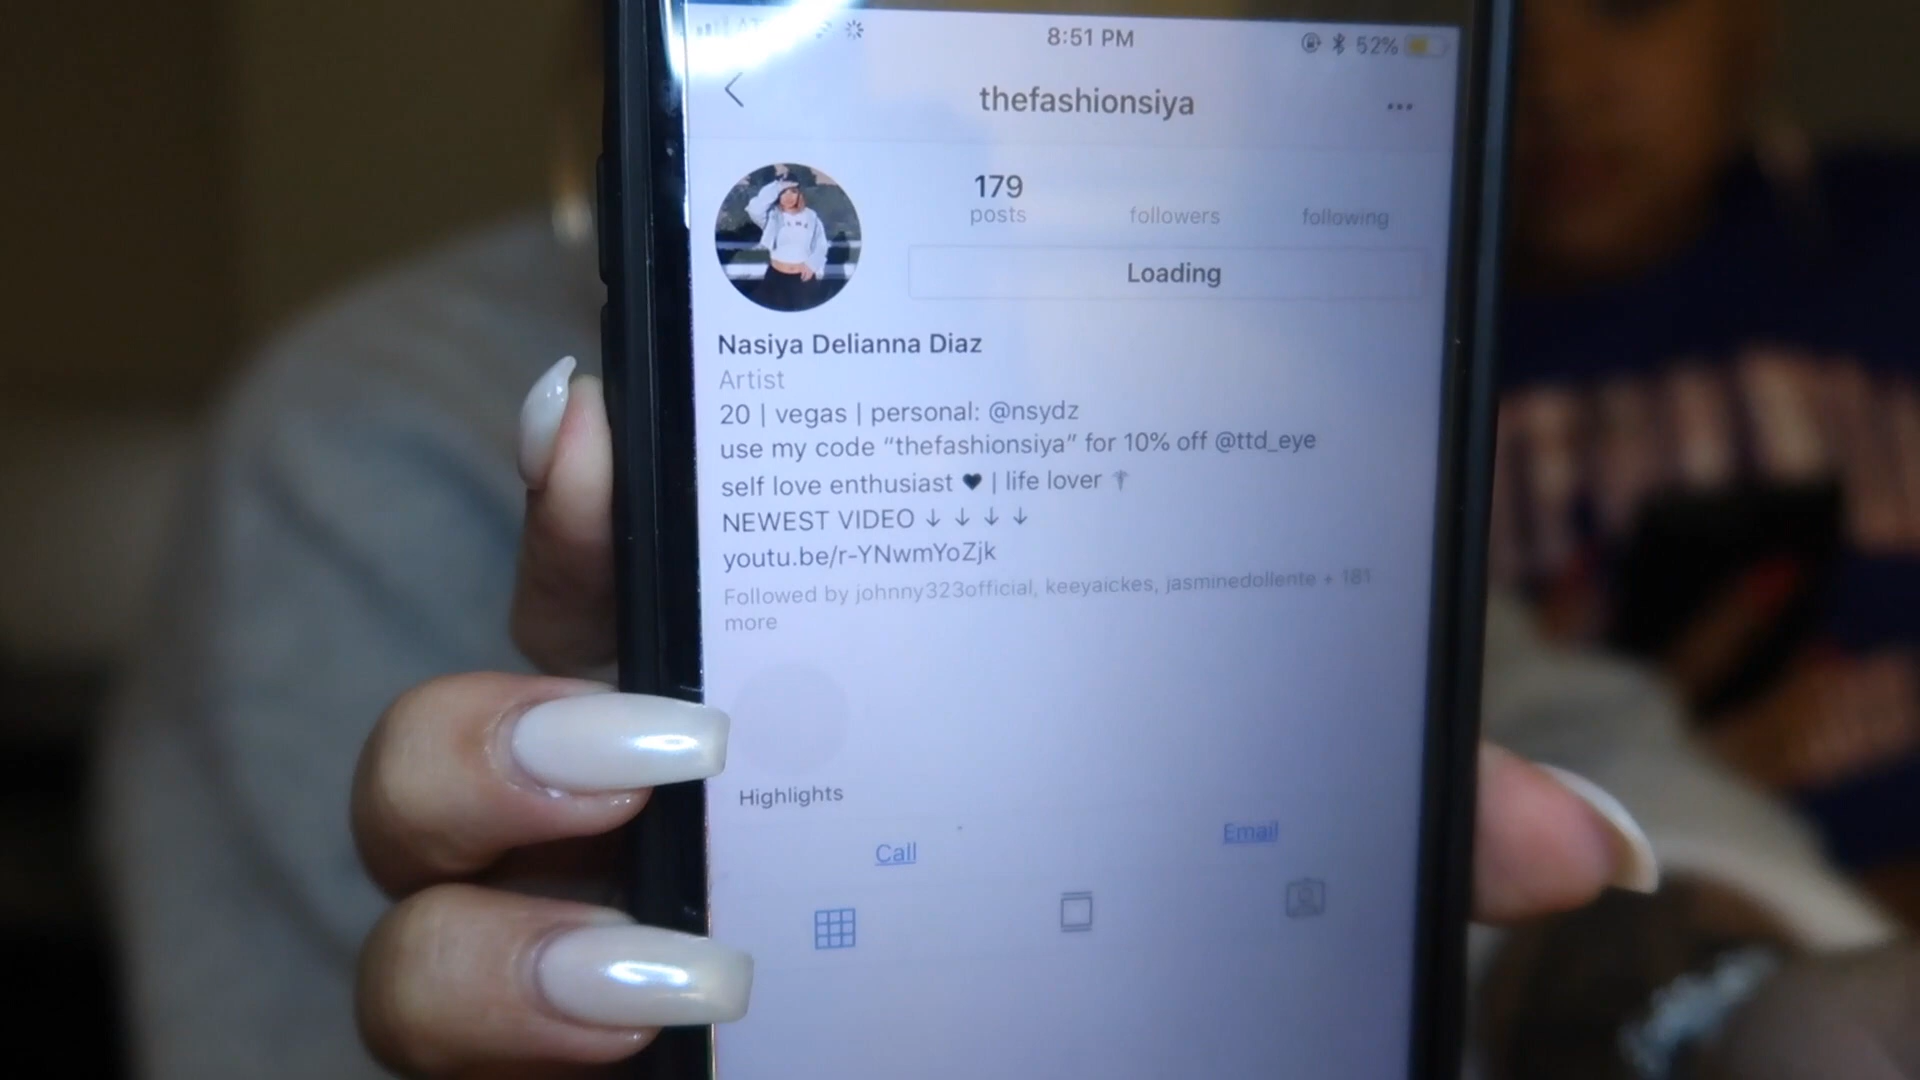 8:51 PM
52%
thefashionsiya
179
posts
followers
following
Loading
Nasiya Delianna Diaz
Artist
20 | vegas | personal: @nsydz
use my code “thefashionsiya” for 10% off @ttd_eye
self love enthusiast 🖤 | life lover
NEWEST VIDEO ↓ ↓ ↓ ↓
youtu.be/r-YNwmYoZjk
Followed by johnny323official, keeyaickes, jasminedollente + 181
more
Highlights
Call
Email